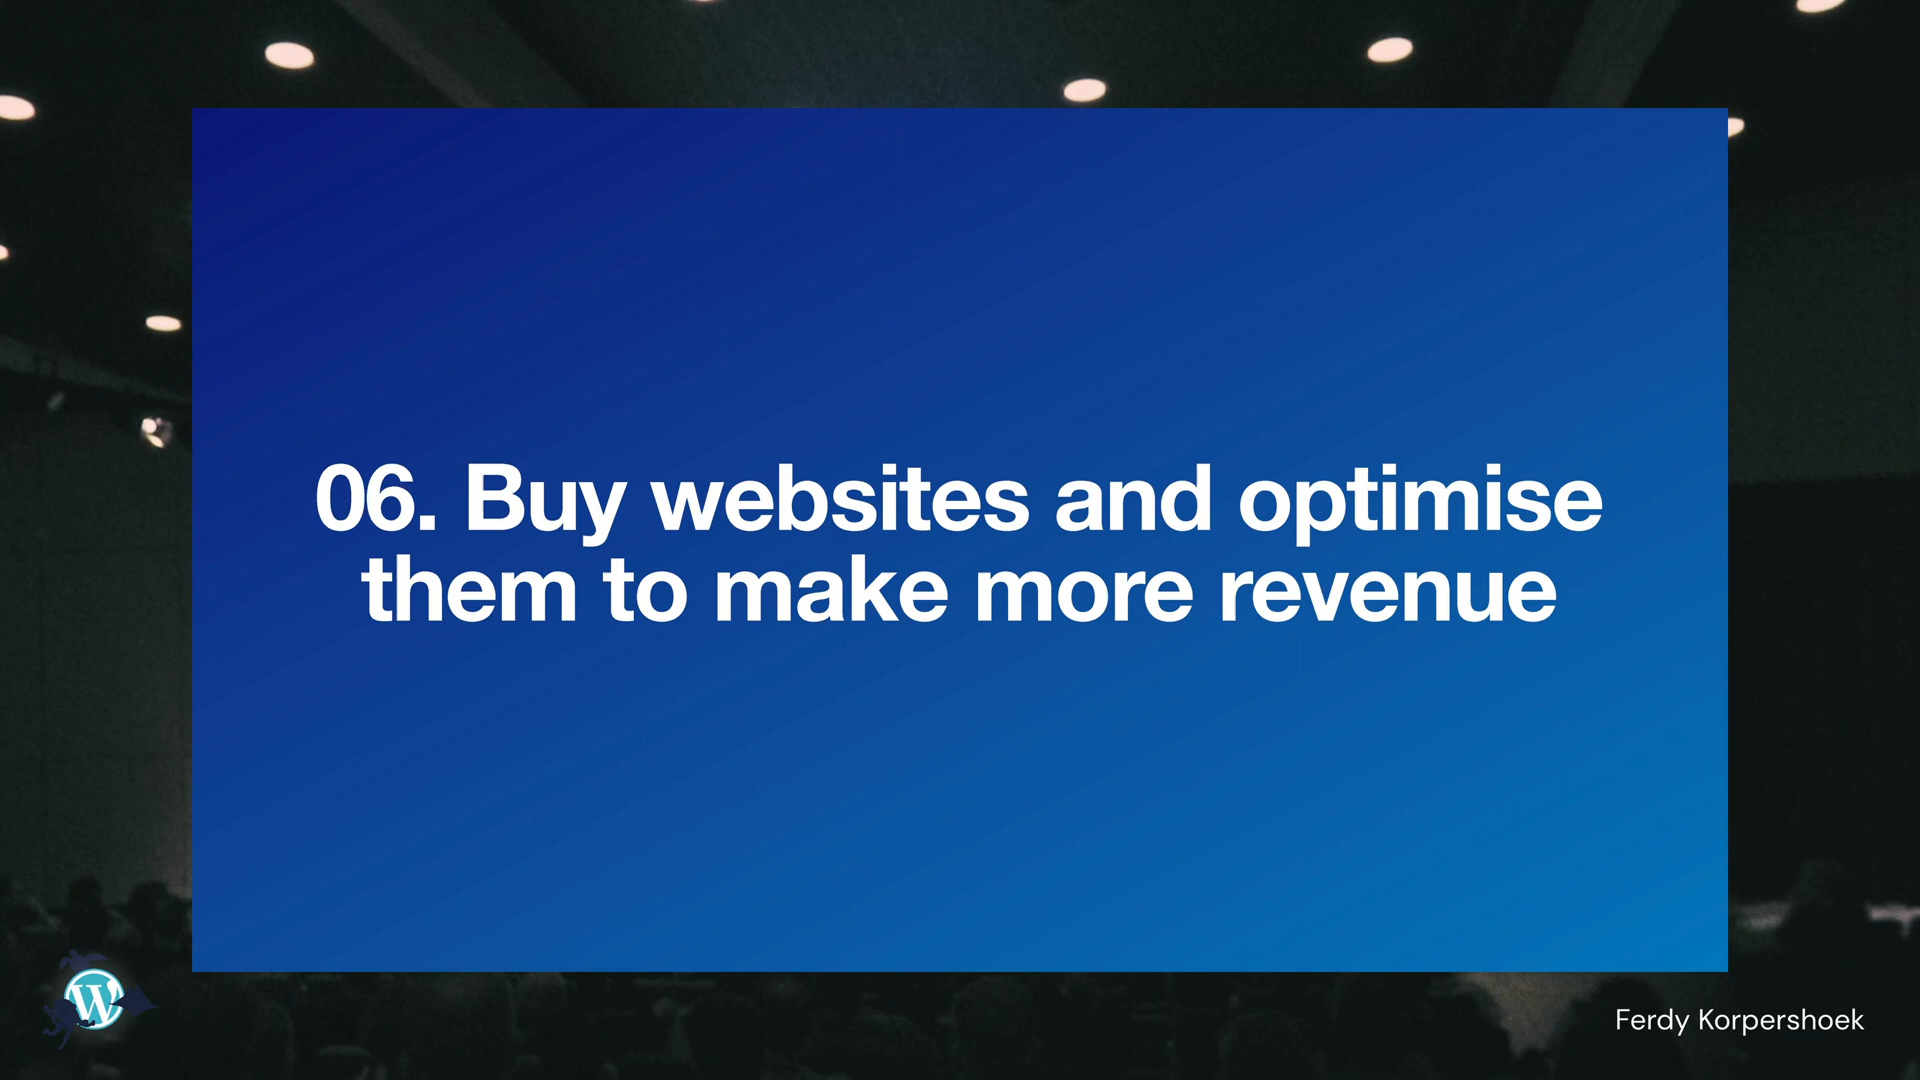 06. Buy websites and optimise
them to make more revenue
Ferdy Korpershoek